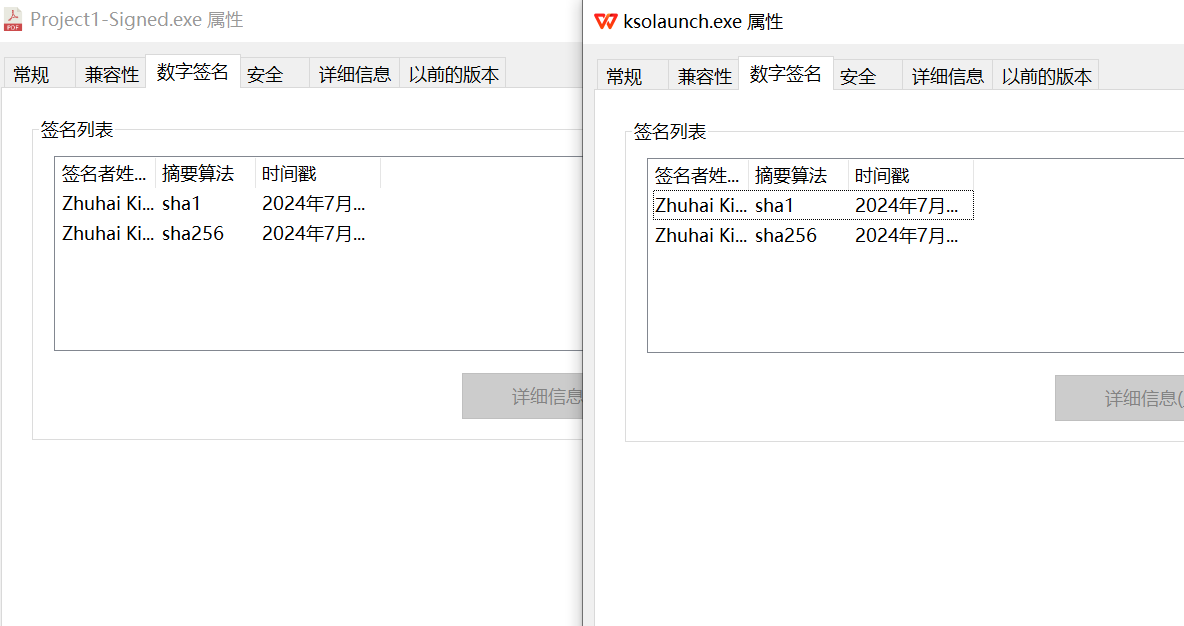 Project1-Signed.exe 属性
常规 兼容性 数字签名 安全 详细信息 以前的版本
签名列表
签名者姓... 摘要算法 时间戳
Zhuhai Ki... sha1 2024年7月...
Zhuhai Ki... sha256 2024年7月...
详细信息
ksolaunch.exe 属性
常规 兼容性 数字签名 安全 详细信息 以前的版本
签名列表
签名者姓... 摘要算法 时间戳
Zhuhai Ki... sha1 2024年7月...
Zhuhai Ki... sha256 2024年7月...
详细信息(